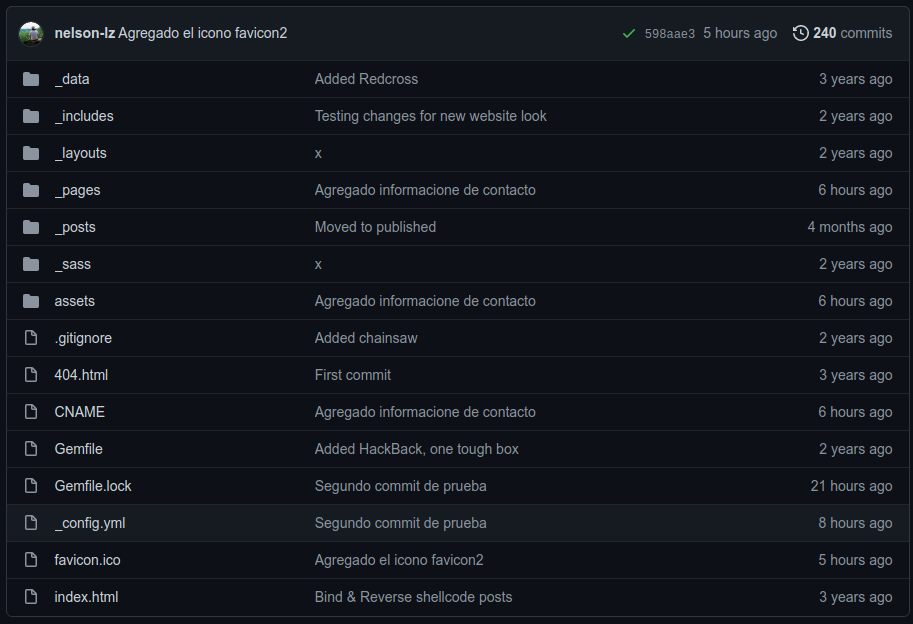 nelson-lz Agregado el icono favicon2 598aae3 5 hours ago 240 commits
_data Added Redcross 3 years ago
_includes Testing changes for new website look 2 years ago
_layouts x 2 years ago
_pages Agregado informacione de contacto 6 hours ago
_posts Moved to published 4 months ago
_sass x 2 years ago
assets Agregado informacione de contacto 6 hours ago
.gitignore Added chainsaw 2 years ago
404.html First commit 3 years ago
CNAME Agregado informacione de contacto 6 hours ago
Gemfile Added HackBack, one tough box 2 years ago
Gemfile.lock Segundo commit de prueba 21 hours ago
_config.yml Segundo commit de prueba 8 hours ago
favicon.ico Agregado el icono favicon2 5 hours ago
index.html Bind & Reverse shellcode posts 3 years ago